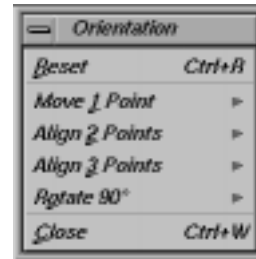 Orientation
Reset Ctrl+R
Move 1 Point
Align 2 Points
Align 3 Points
Rotate 90°
Close Ctrl+W